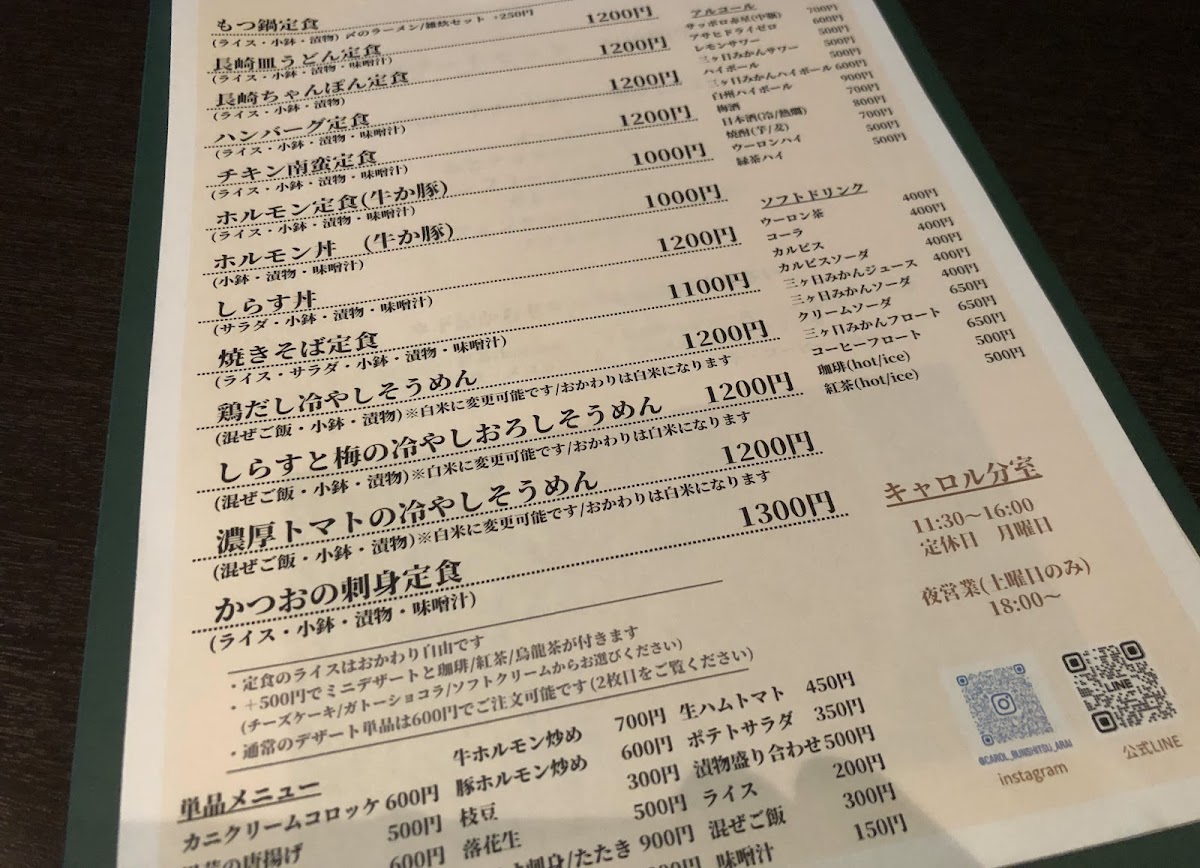 もつ鍋定食 1200円
(ライス・小鉢・漬物) 〆のラーメン/雑炊セット・250円
長崎皿うどん定食 1200円
(ライス・小鉢・漬物・味噌汁)
長崎ちゃんぽん定食 1200円
(ライス・小鉢・漬物)
ハンバーグ定食 1200円
(ライス・小鉢・漬物・味噌汁)
チキン南蛮定食 1000円
(ライス・小鉢・漬物・味噌汁)
ホルモン定食(牛か豚) 1000円
(ライス・小鉢・漬物・味噌汁)
ホルモン丼 (牛か豚) 1200円
(小鉢・漬物・味噌汁)
しらす丼 1100円
(サラダ・小鉢・漬物・味噌汁)
焼きそば定食 1200円
(ライス・サラダ・小鉢・漬物・味噌汁)
鶏だし冷やしそうめん 1200円
(混ぜご飯・小鉢・漬物)※白米に変更可能です/おかわりは白米になります
しらすと梅の冷やしおろしそうめん 1200円
(混ぜご飯・小鉢・漬物)※白米に変更可能です/おかわりは白米になります
濃厚トマトの冷やしそうめん 1300円
(混ぜご飯・小鉢・漬物)※白米に変更可能です/おかわりは白米になります
かつおの刺身定食
(ライス・小鉢・漬物・味噌汁)
・定食のライスはおかわり自由です
・+500円でミニデザートと珈琲/紅茶/烏龍茶が付きます
(チーズケーキ/ガトーショコラ/ソフトクリームからお選びください)
・通常のデザート単品は600円でご注文可能です(2枚目をご覧ください)
単品メニュー
カニクリームコロッケ 600円
の唐揚げ 500円
600円
牛ホルモン炒め 700円
豚ホルモン炒め 600円
枝豆 300円
落花生 500円
刺身/たたき 900円
生ハムトマト 450円
ポテトサラダ 350円
漬物盛り合わせ 500円
ライス 200円
混ぜご飯 300円
味噌汁 150円
アルコール
サッポロ赤星(中瓶) 700円
アサヒドライゼロ 600円
レモンサワー 500円
三ヶ日みかんサワー 500円
ハイボール 500円
三ヶ日みかんハイボール 600円
白州ハイボール 900円
梅酒 700円
日本酒(冷/熱燗) 800円
焼酎(芋/麦) 700円
ウーロンハイ 500円
緑茶ハイ 500円
ソフトドリンク
ウーロン茶 400円
コーラ 400円
カルピス 400円
カルピスソーダ 400円
三ヶ日みかんジュース 400円
三ヶ日みかんソーダ 400円
クリームソーダ 650円
三ヶ日みかんフロート 650円
コーヒーフロート 650円
珈琲(hot/ice) 500円
紅茶(hot/ice) 500円
キャロル分室
11:30〜16:00
定休日 月曜日
夜営業(土曜日のみ)
18:00〜
@CAROL_BUNSHITSU_ARAI
instagram
LINE
公式LINE